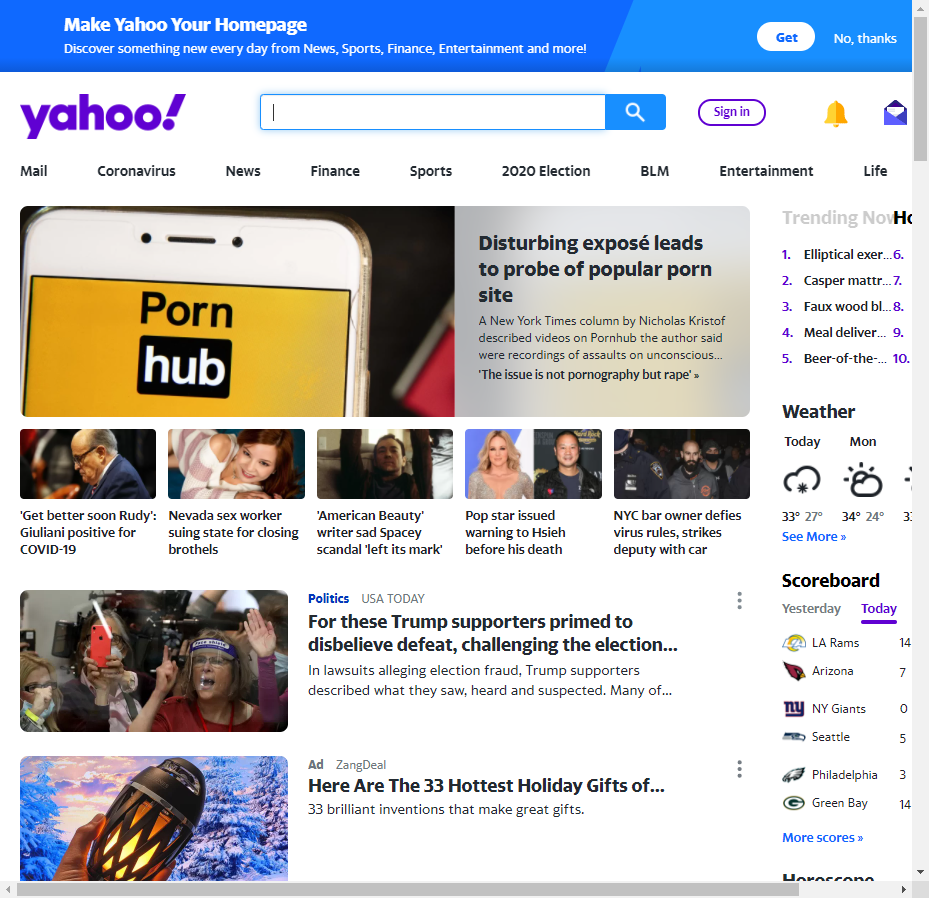 Make Yahoo Your Homepage
Discover something new every day from News, Sports, Finance, Entertainment and more!
Get
No, thanks
yahoo!
Sign in
Mail
Coronavirus
News
Finance
Sports
2020 Election
BLM
Entertainment
Life
Porn
hub
Disturbing exposé leads
to probe of popular porn
site
A New York Times column by Nicholas Kristof
described videos on Pornhub the author said
were recordings of assaults on unconscious...
'The issue is not pornography but rape' »
'Get better soon Rudy':
Giuliani positive for
COVID-19
Nevada sex worker
suing state for closing
brothels
'American Beauty'
writer sad Spacey
scandal 'left its mark'
Pop star issued
warning to Hsieh
before his death
NYC bar owner defies
virus rules, strikes
deputy with car
Politics USA TODAY
For these Trump supporters primed to
disbelieve defeat, challenging the election...
In lawsuits alleging election fraud, Trump supporters
described what they saw, heard and suspected. Many of...
Ad ZangDeal
Here Are The 33 Hottest Holiday Gifts of...
33 brilliant inventions that make great gifts.
Trending Now
1. Elliptical exer... 6.
2. Casper mattr... 7.
3. Faux wood bl... 8.
4. Meal deliver... 9.
5. Beer-of-the-... 10.
Weather
Today Mon
33° 27° 34° 24°
See More »
Scoreboard
Yesterday Today
LA Rams 14
Arizona 7
NY Giants 0
Seattle 5
Philadelphia 3
Green Bay 14
More scores »
Horoscope